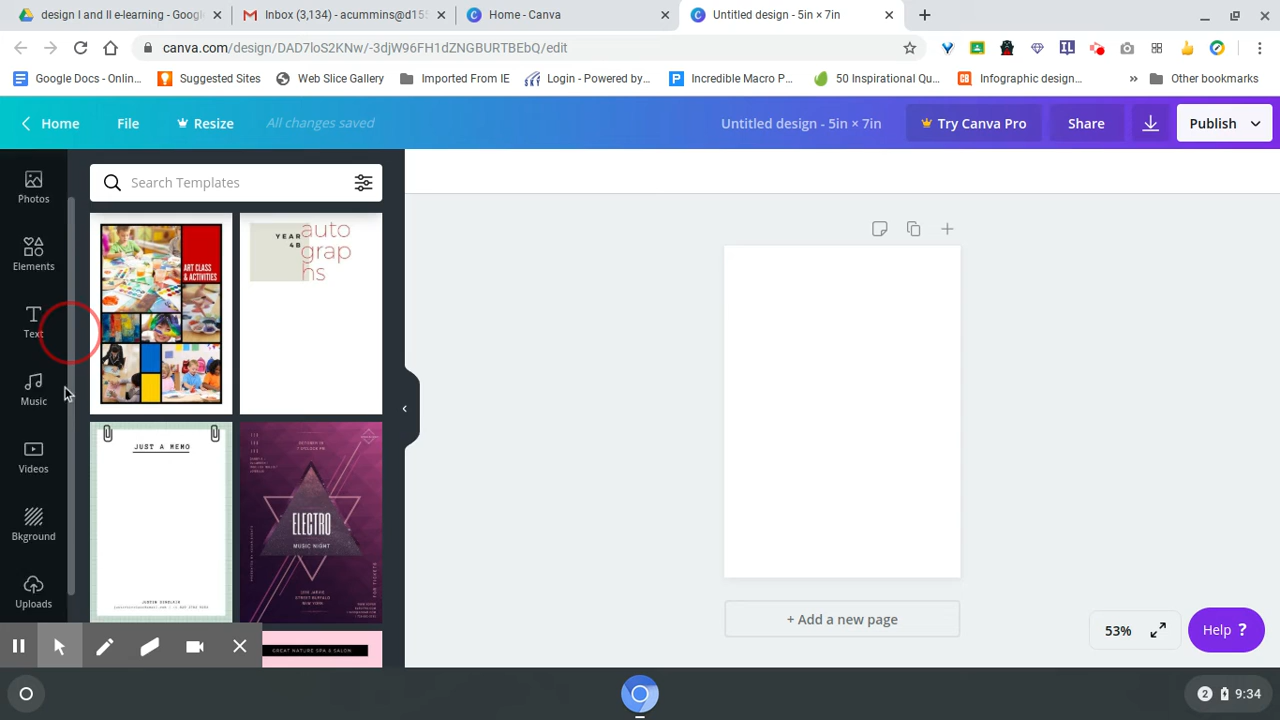 design I and II e-learning - Googl
Inbox (3,134) - acummins@d155
Home - Canva
Untitled design - 5in × 7in
canva.com/design/DAD7loS2KNw/-3djW96FH1dZNGBURTBEbQ/edit
Google Docs - Onlin...
Suggested Sites
Web Slice Gallery
Imported From IE
Login - Powered by...
Incredible Macro P...
50 Inspirational Qu...
Infographic design...
»
Other bookmarks
Home
File
Resize
All changes saved
Untitled design - 5in × 7in
Try Canva Pro
Share
Publish
Photos
Elements
Text
Music
Videos
Bkground
Uploads
Search Templates
ART CLASS
& ACTIVITIES
YEAR
4B
auto
grap
hs
JUST A MEMO
ELECTRO
MUSIC NIGHT
GREAT NATURE SPA & SALON
+ Add a new page
53%
Help ?
2
9:34